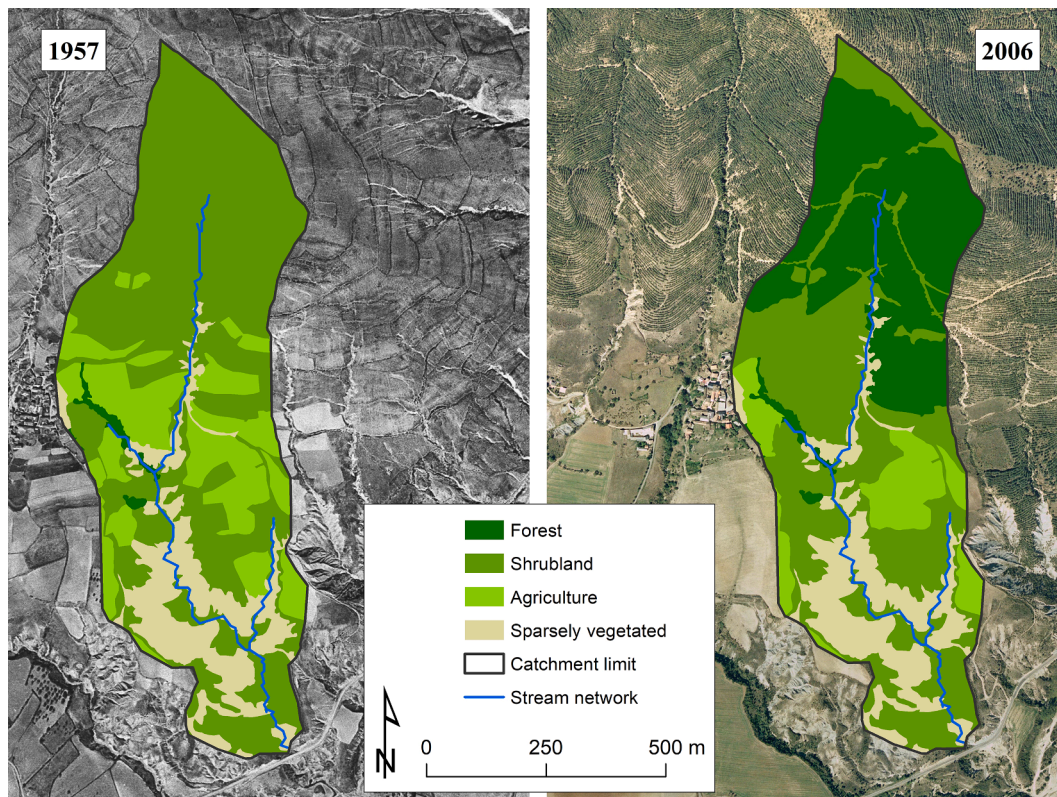 1957
2006
Forest
Shrubland
Agriculture
Sparsely vegetated
Catchment limit
Stream network
N
0 250 500 m